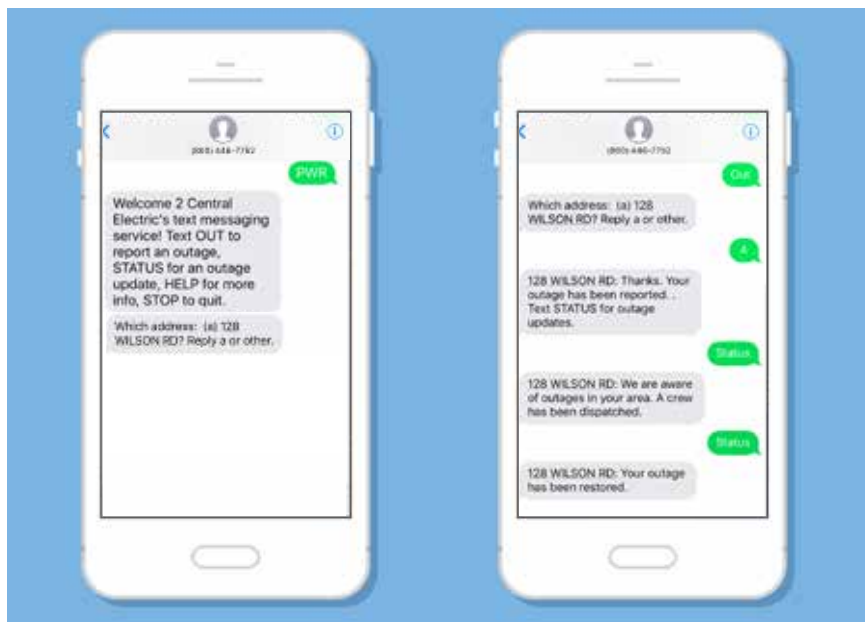 PWR
Welcome 2 Central
Electric's text messaging
service! Text OUT to
report an outage,
STATUS for an outage
update, HELP for more
info, STOP to quit.
Which address: (a) 128
WILSON RD? Reply a or other.
Out
Which address: (a) 128
WILSON RD? Reply a or other.
A
128 WILSON RD: Thanks. Your
outage has been reported. .
Text STATUS for outage
updates.
Status
128 WILSON RD: We are aware
of outages in your area. A crew
has been dispatched.
Status
128 WILSON RD: Your outage
has been restored.